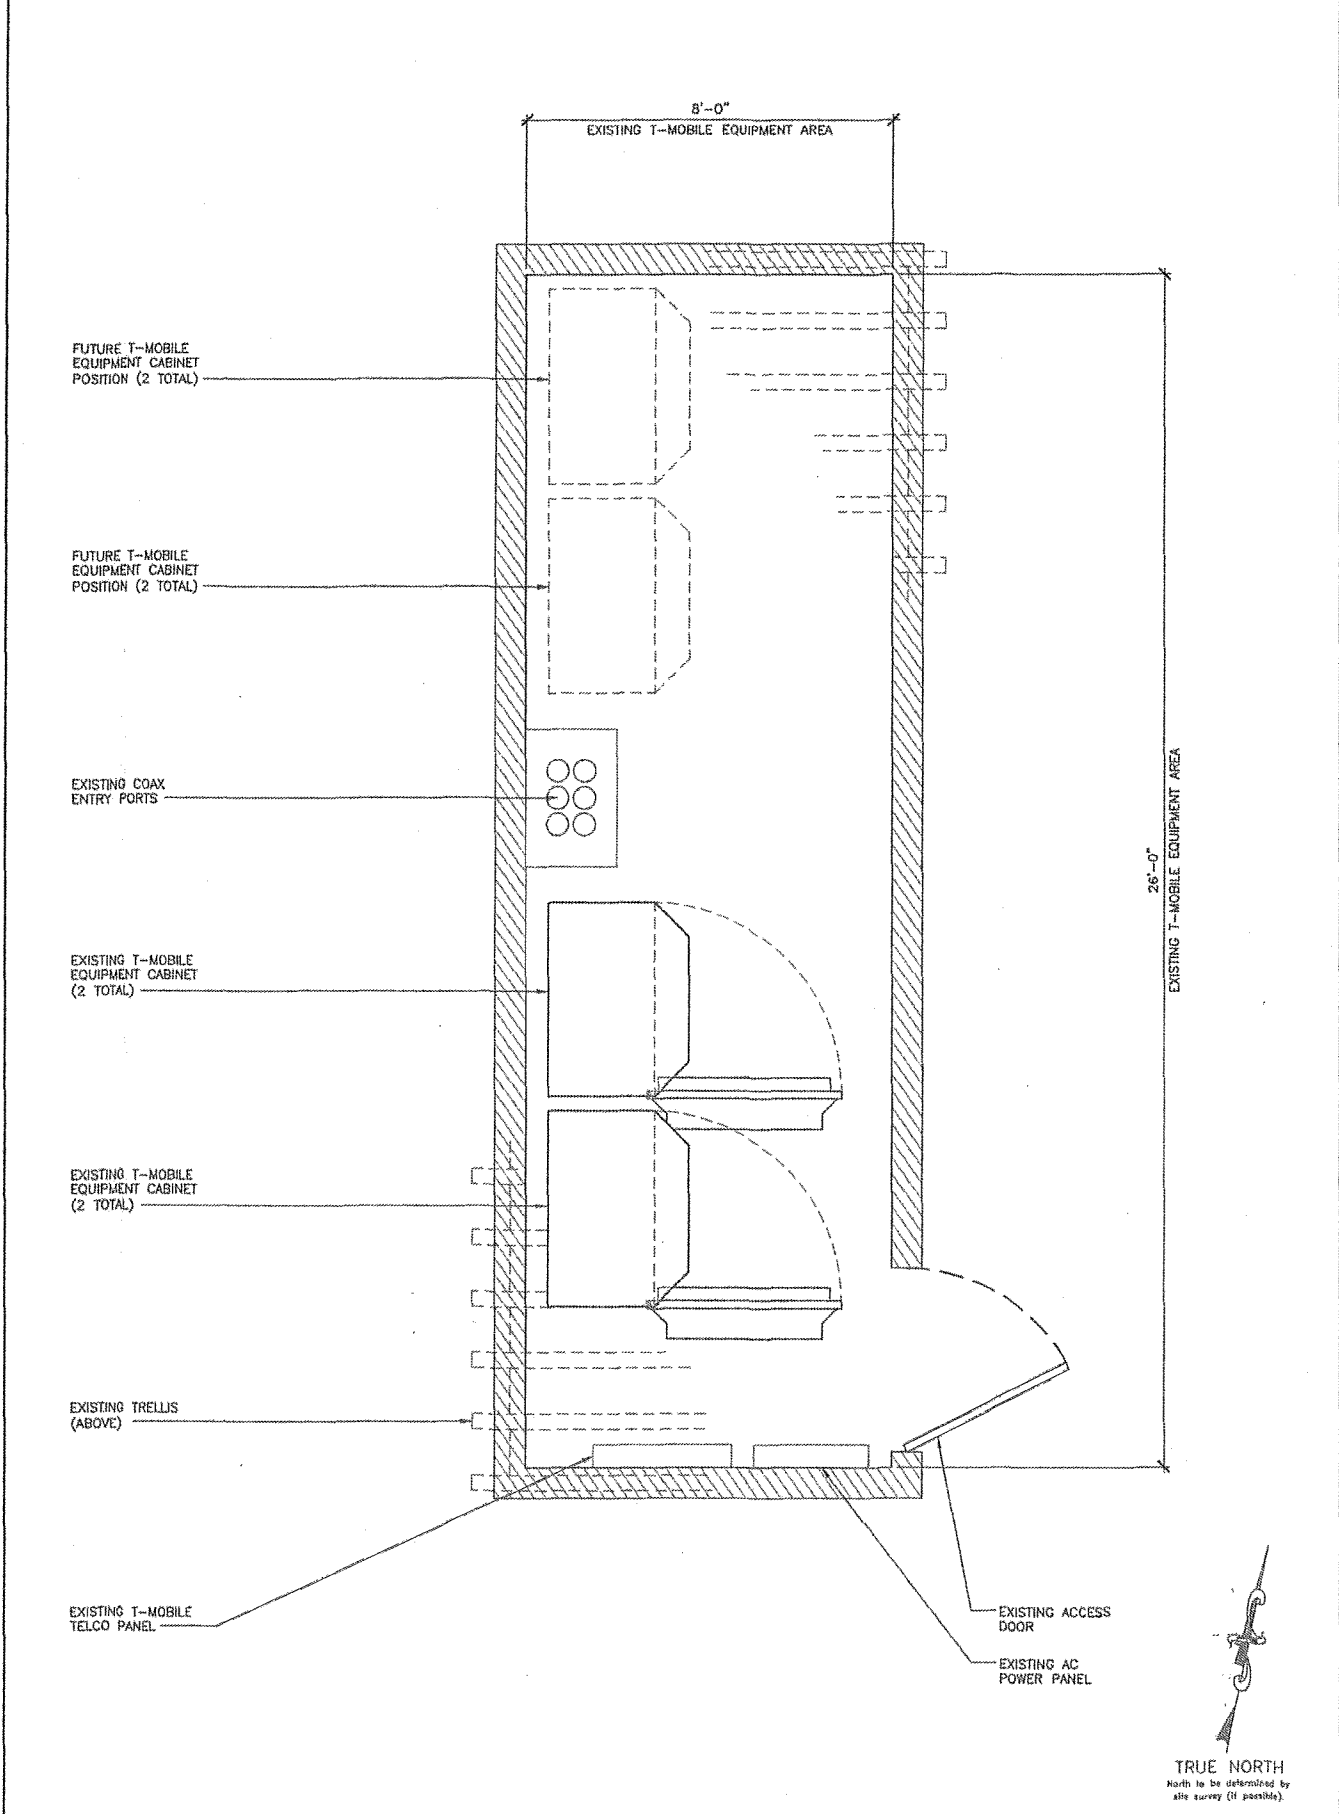 8'-0"
EXISTING T-MOBILE EQUIPMENT AREA
FUTURE T-MOBILE
EQUIPMENT CABINET
POSITION (2 TOTAL)
FUTURE T-MOBILE
EQUIPMENT CABINET
POSITION (2 TOTAL)
EXISTING COAX
ENTRY PORTS
26'-0"
EXISTING T-MOBILE EQUIPMENT AREA
EXISTING T-MOBILE
EQUIPMENT CABINET
(2 TOTAL)
EXISTING T-MOBILE
EQUIPMENT CABINET
(2 TOTAL)
EXISTING TRELLIS
(ABOVE)
EXISTING T-MOBILE
TELCO PANEL
EXISTING ACCESS
DOOR
EXISTING AC
POWER PANEL
TRUE NORTH
North to be determined by
site survey (if possible).